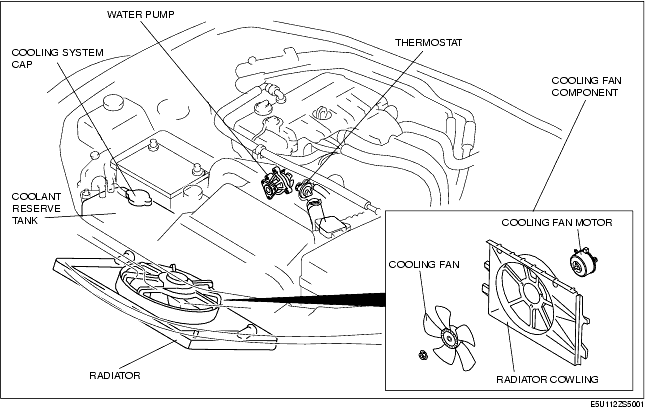 WATER PUMP
COOLING SYSTEM
CAP
THERMOSTAT
COOLING FAN
COMPONENT
COOLANT
RESERVE
TANK
COOLING FAN MOTOR
COOLING FAN
RADIATOR
RADIATOR COWLING
E5U112ZS5001